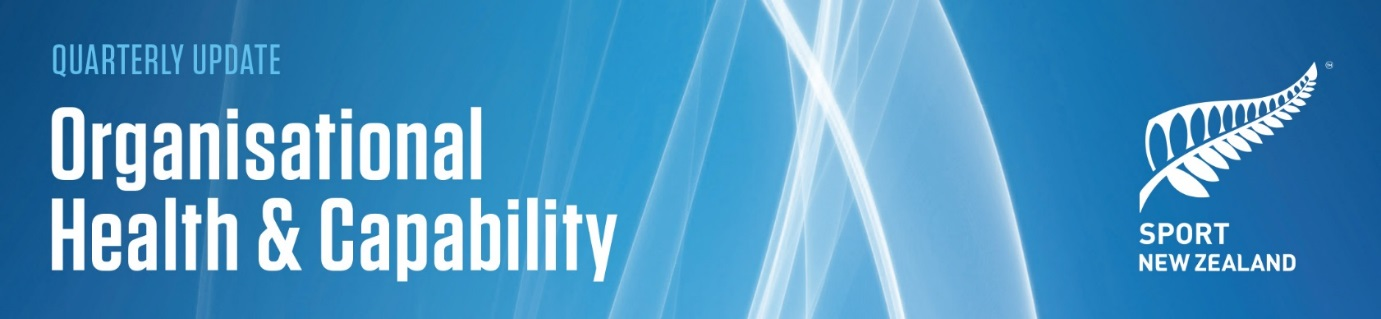 QUARTERLY UPDATE
Organisational
Health & Capability
SPORT
NEW ZEALAND